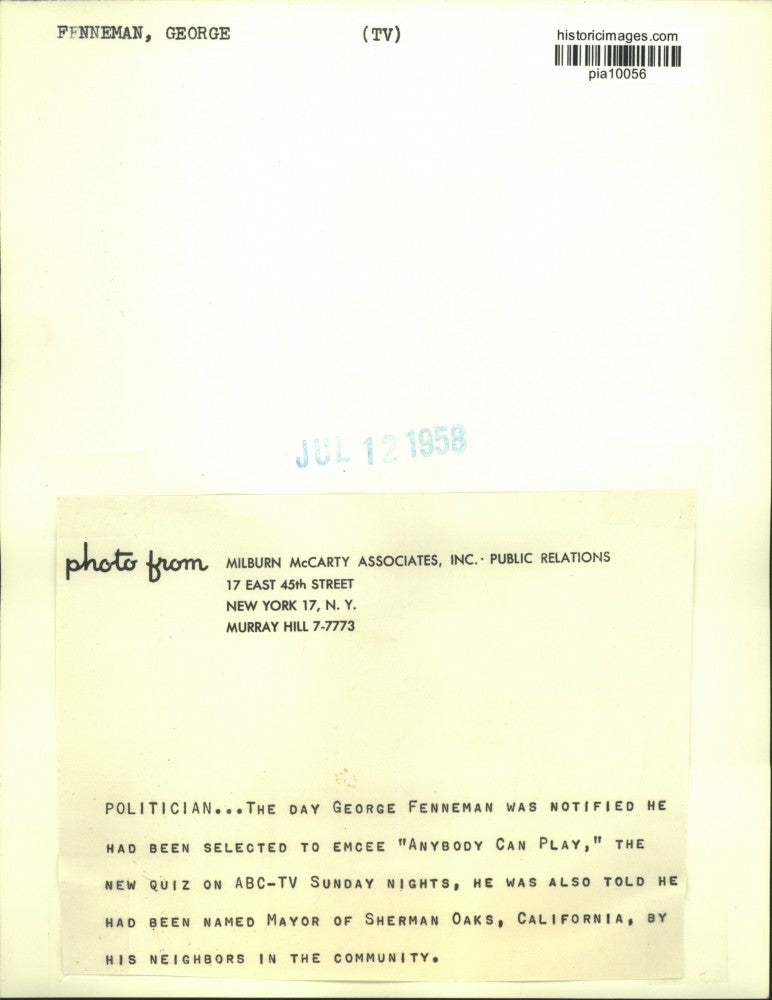 FENNEMAN, GEORGE (TV)
historicimages.com
pia10056
JUL 12 1958
photo from MILBURN McCARTY ASSOCIATES, INC. · PUBLIC RELATIONS
17 EAST 45th STREET
NEW YORK 17, N. Y.
MURRAY HILL 7-7773
POLITICIAN...THE DAY GEORGE FENNEMAN WAS NOTIFIED HE
HAD BEEN SELECTED TO EMCEE "ANYBODY CAN PLAY," THE
NEW QUIZ ON ABC-TV SUNDAY NIGHTS, HE WAS ALSO TOLD HE
HAD BEEN NAMED MAYOR OF SHERMAN OAKS, CALIFORNIA, BY
HIS NEIGHBORS IN THE COMMUNITY.